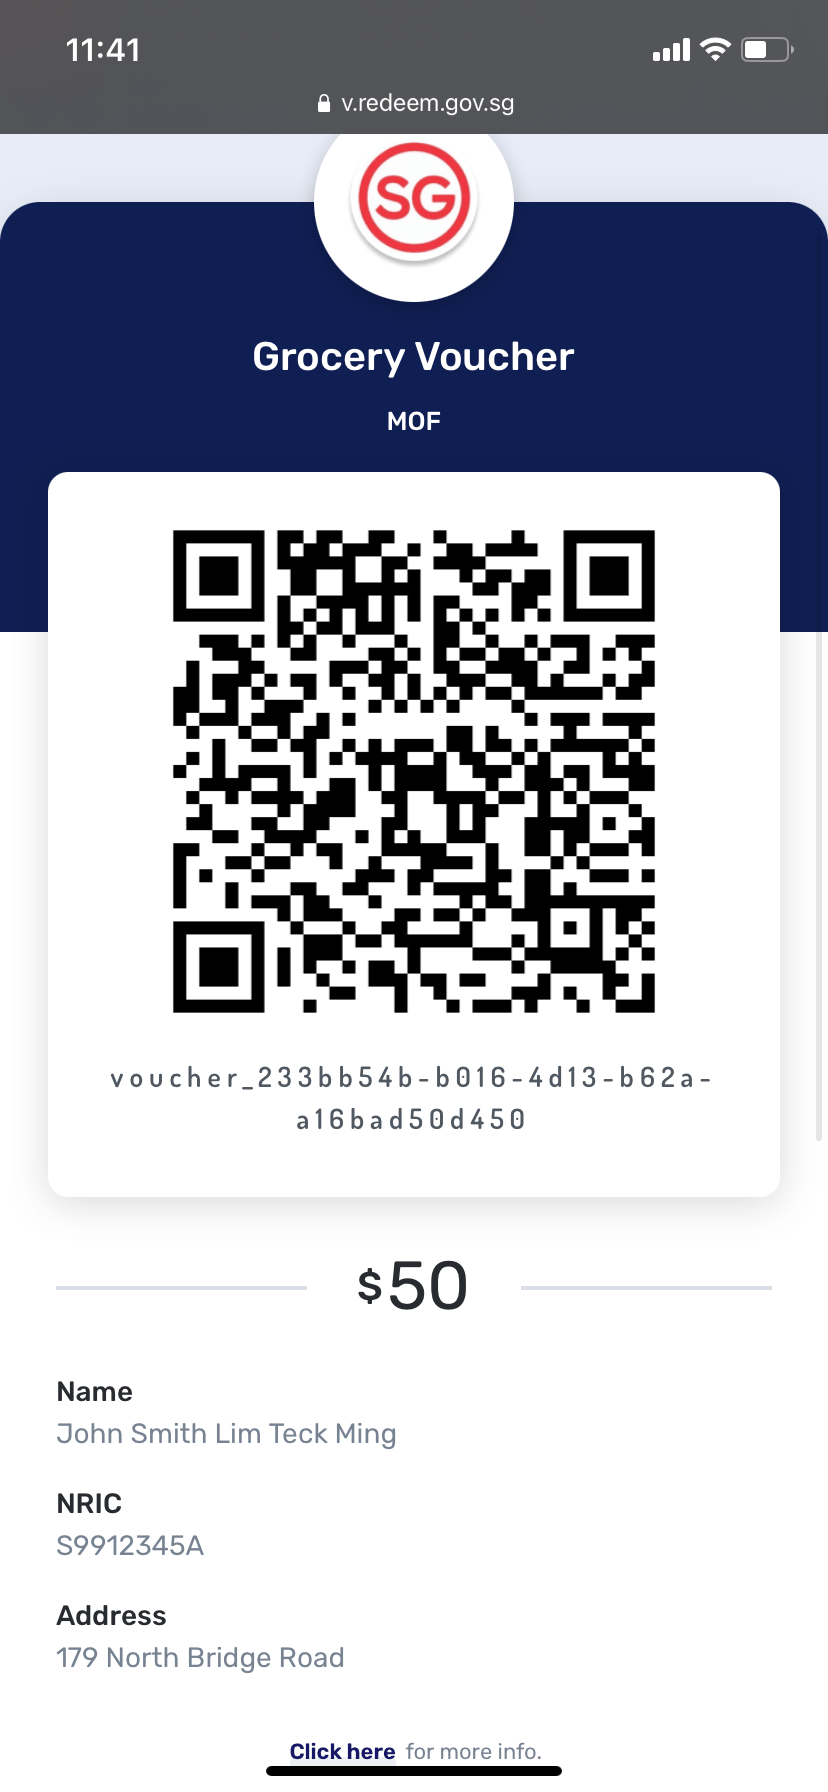 11:41
v.redeem.gov.sg
SG
Grocery Voucher
MOF
voucher_233bb54b-b016-4d13-b62a-
a16bad50d450
$50
Name
John Smith Lim Teck Ming
NRIC
S9912345A
Address
179 North Bridge Road
Click here for more info.